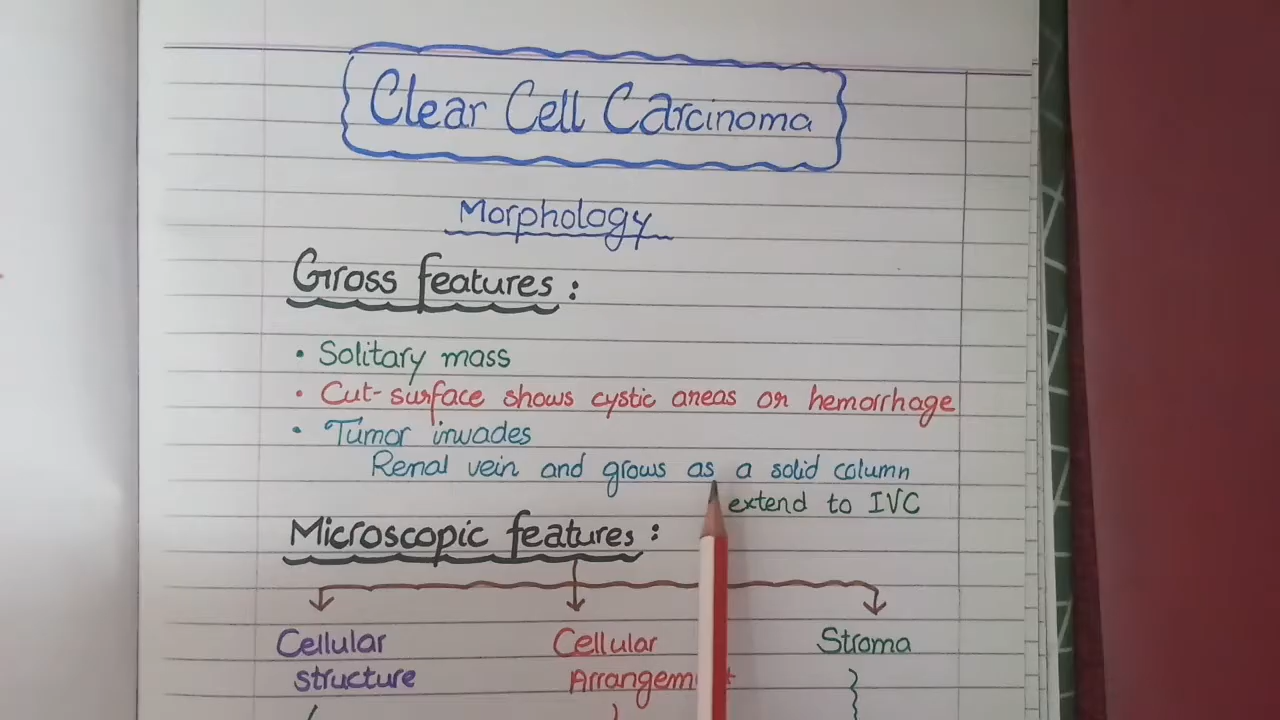 Clear Cell Carcinoma
Morphology
Gross features :
• Solitary mass
• Cut-surface shows cystic areas or hemorrhage
• Tumor invades
Renal vein and grows as a solid column
extend to IVC
Microscopic features :
Cellular structure
Cellular
Stroma